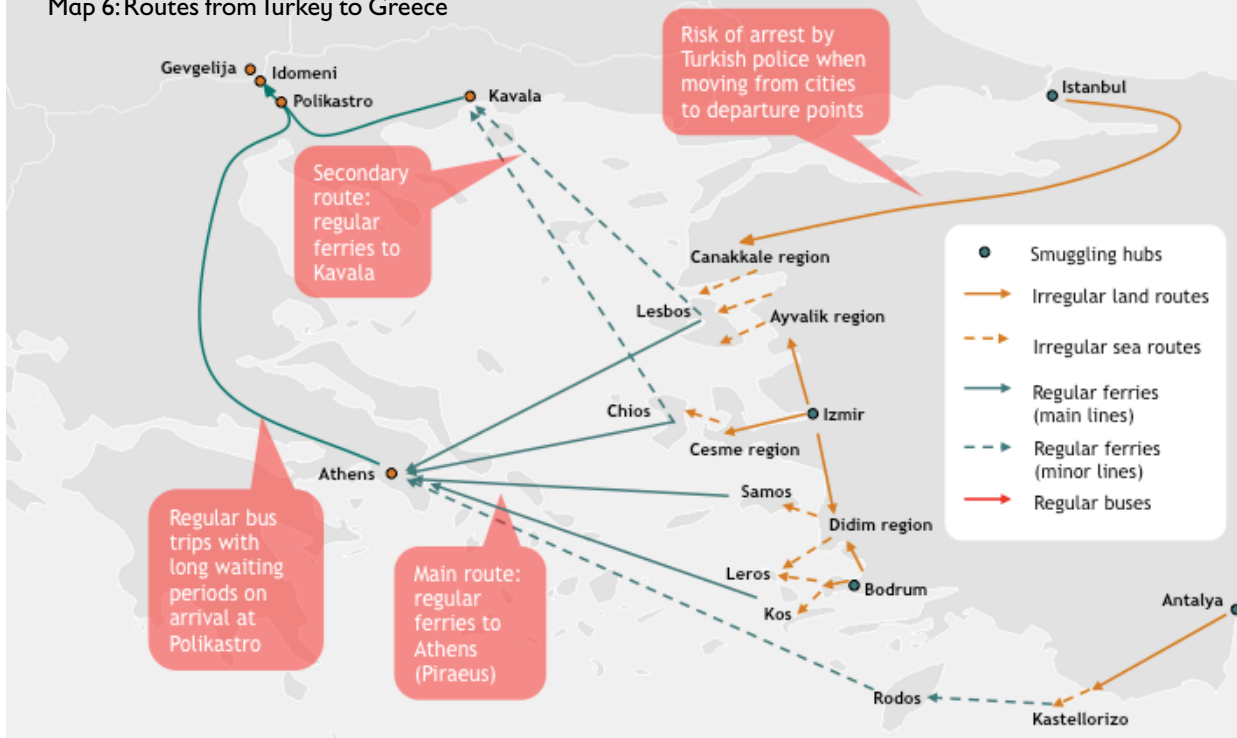 Map 6: Routes from Turkey to Greece
Risk of arrest by
Turkish police when
moving from cities
to departure points
Gevgelija
Idomeni
Polikastro
Kavala
Istanbul
Secondary
route:
regular
ferries to
Kavala
Canakkale region
Lesbos
Ayvalik region
Chios
Izmir
Cesme region
Athens
Samos
Didim region
Leros
Bodrum
Kos
Antalya
Rodos
Kastellorizo
Regular bus
trips with
long waiting
periods on
arrival at
Polikastro
Main route:
regular
ferries to
Athens
(Piraeus)
Smuggling hubs
Irregular land routes
Irregular sea routes
Regular ferries
(main lines)
Regular ferries
(minor lines)
Regular buses